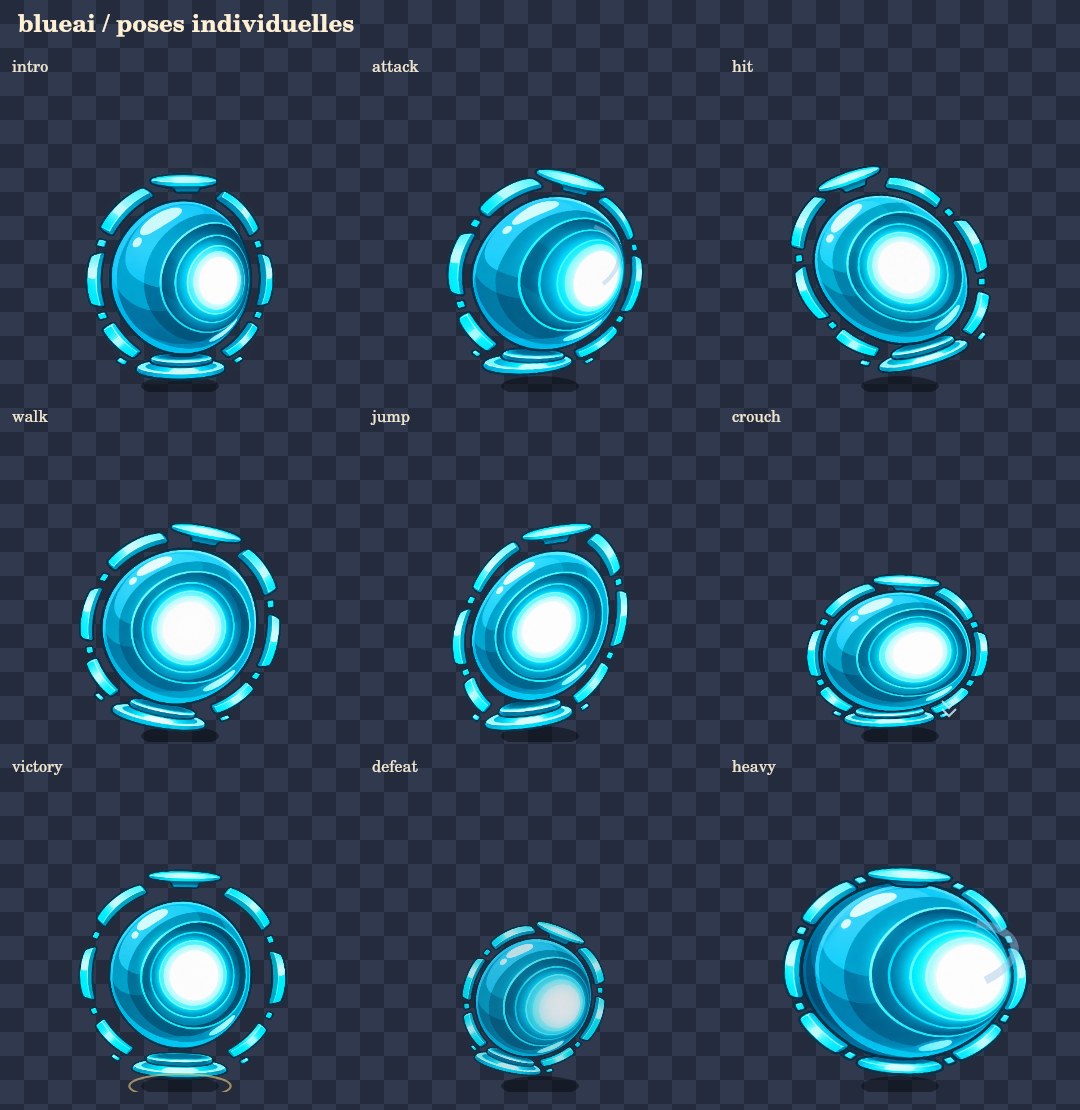 blueai / poses individuelles
intro
attack
hit
walk
jump
crouch
victory
defeat
heavy